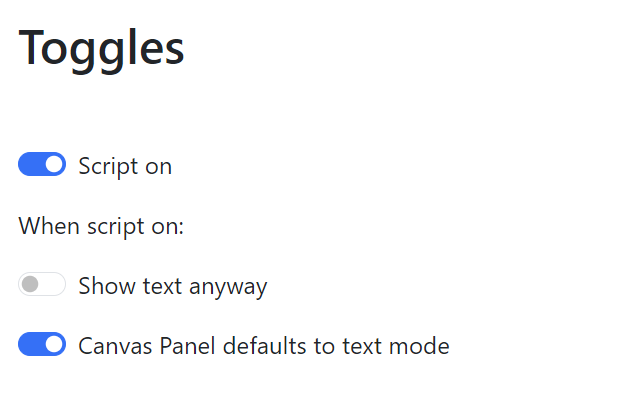 Toggles
Script on
When script on:
Show text anyway
Canvas Panel defaults to text mode